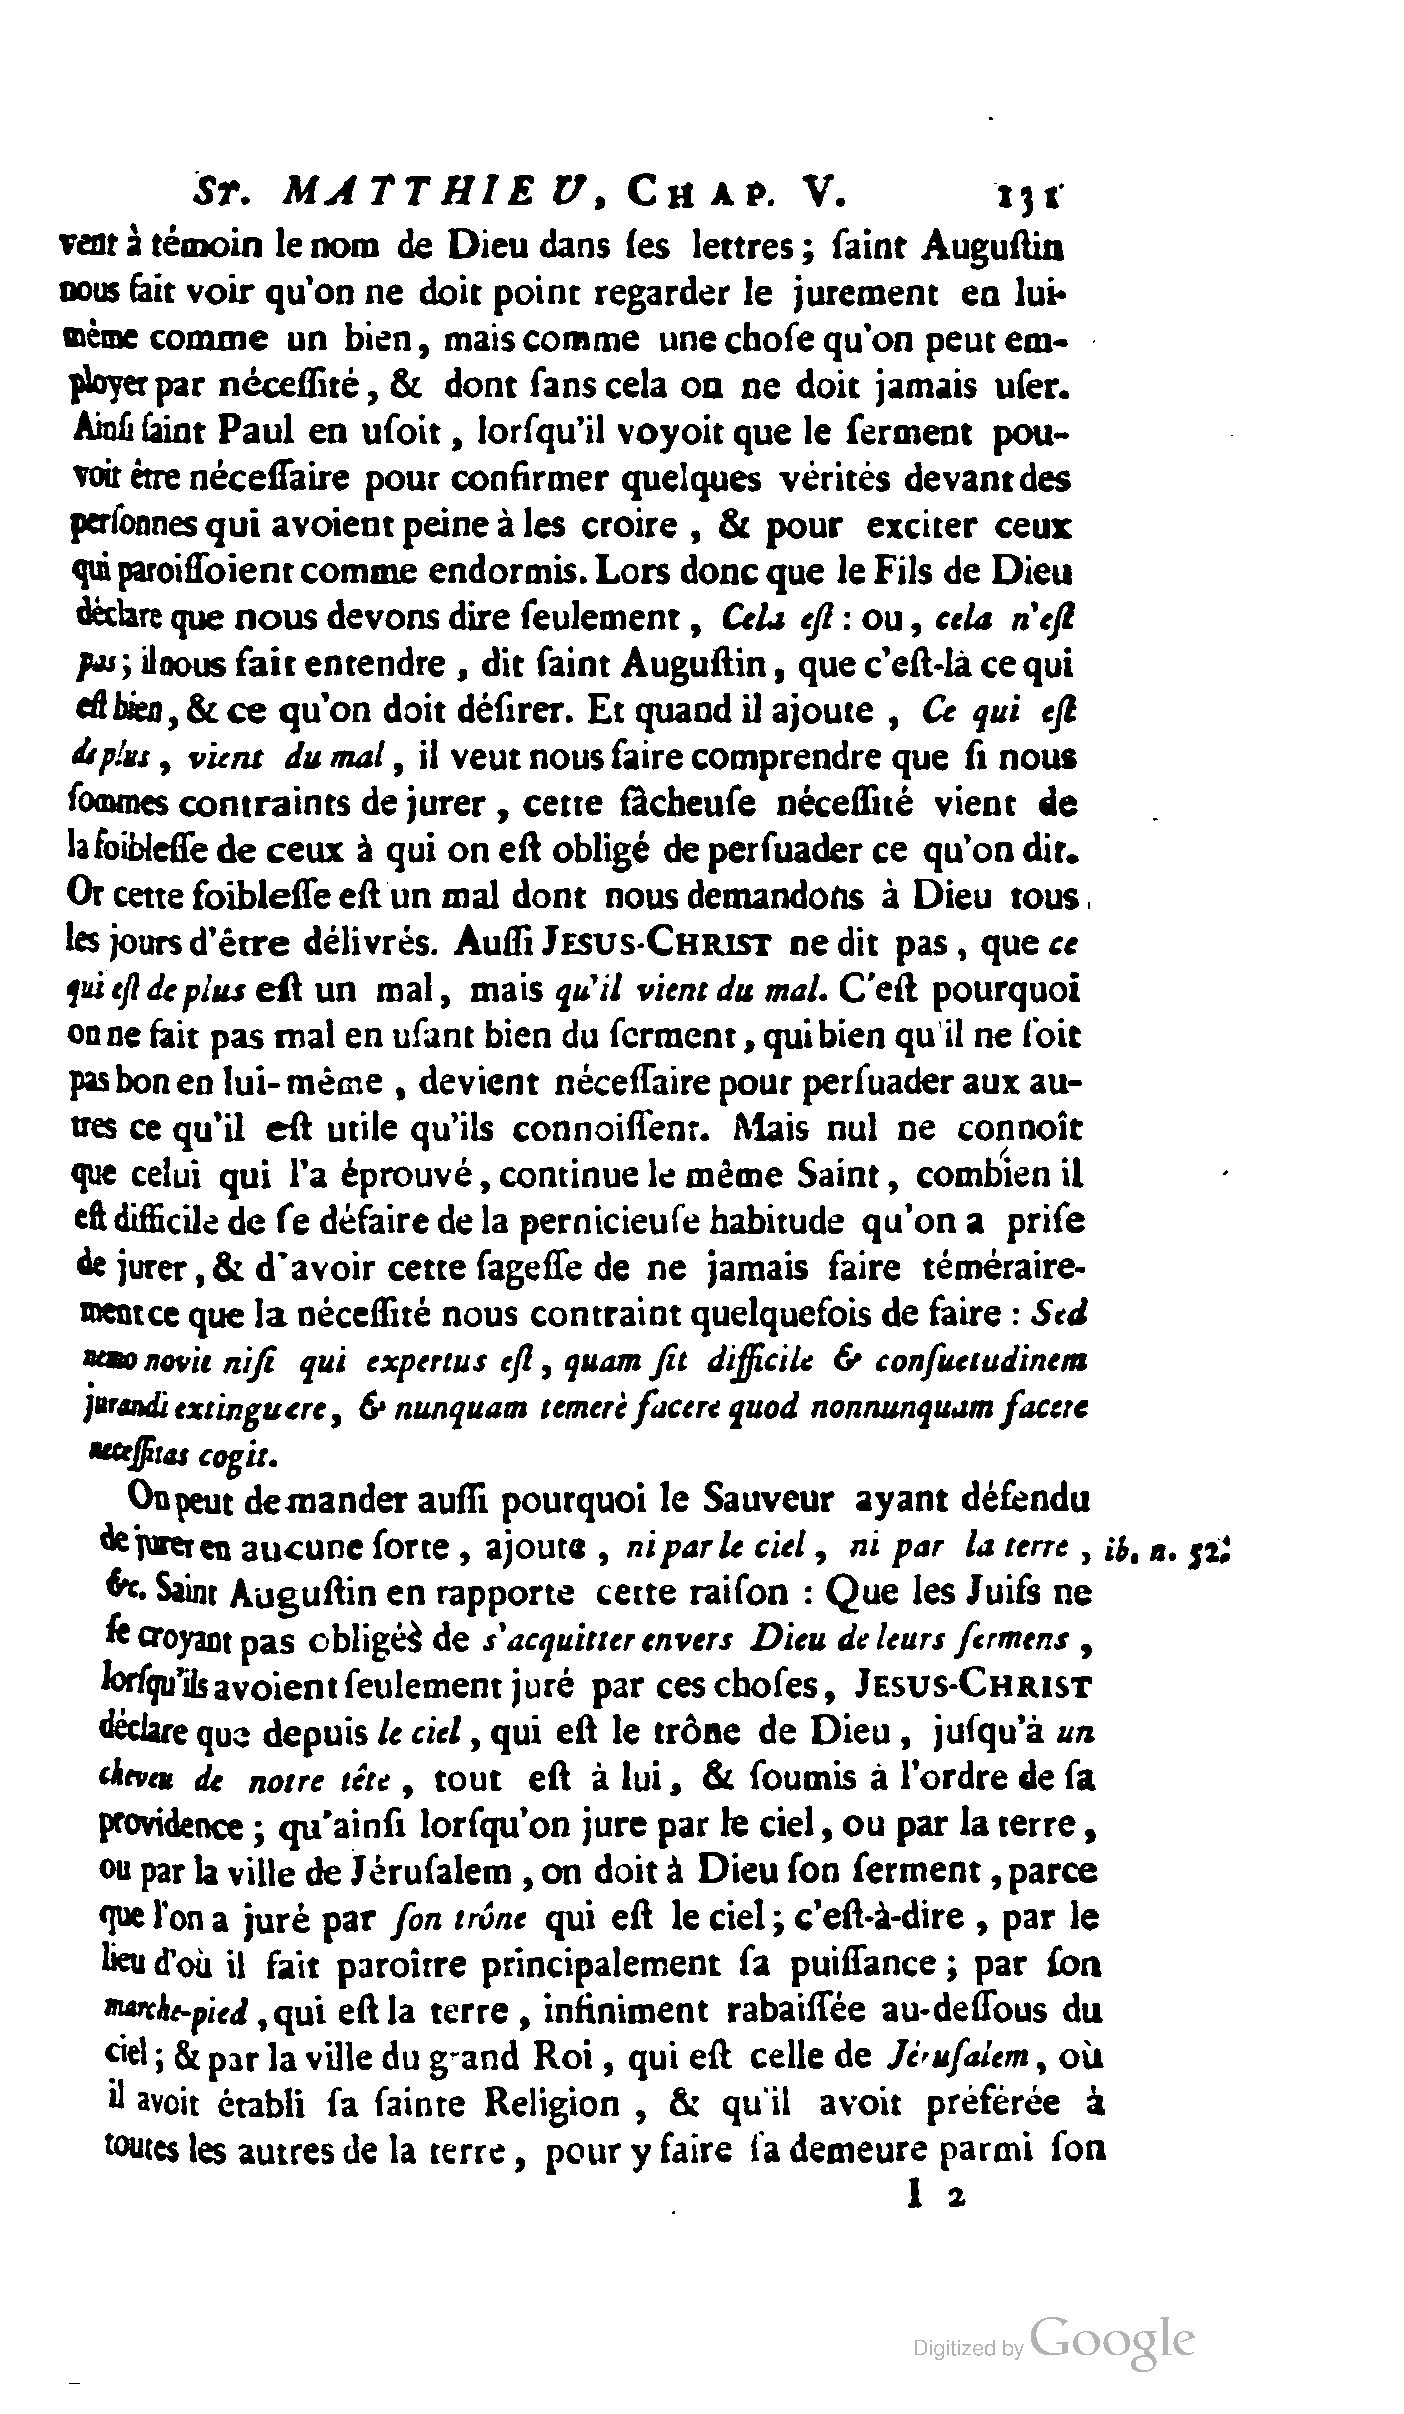 ST. MATTHIEU, CHAP. V. 131
vent à témoin le nom de Dieu dans ſes lettres ; ſaint Auguſtin
nous fait voir qu'on ne doit point regarder le jurement en lui-
même comme un bien, mais comme une choſe qu'on peut em-
ployer par néceſſité, & dont ſans cela on ne doit jamais uſer.
Ainſi ſaint Paul en uſoit, lorſqu'il voyoit que le ſerment pou-
voit être néceſſaire pour confirmer quelques vérités devant des
perſonnes qui avoient peine à les croire, & pour exciter ceux
qui paroiſſoient comme endormis. Lors donc que le Fils de Dieu
déclare que nous devons dire ſeulement, Cela eſt : ou, cela n'eſt
pas ; il nous fait entendre, dit ſaint Auguſtin, que c'eſt-là ce qui
eſt bien, & ce qu'on doit déſirer. Et quand il ajoute, Ce qui eſt
de plus, vient du mal, il veut nous faire comprendre que ſi nous
ſommes contraints de jurer, cette fâcheuſe néceſſité vient de
la foibleſſe de ceux à qui on eſt obligé de perſuader ce qu'on dit.
Or cette foibleſſe eſt un mal dont nous demandons à Dieu tous
les jours d'être délivrés. Auſſi JESUS-CHRIST ne dit pas, que ce
qui eſt de plus eſt un mal, mais qu'il vient du mal. C'eſt pourquoi
on ne fait pas mal en uſant bien du ſerment, qui bien qu'il ne ſoit
pas bon en lui-même, devient néceſſaire pour perſuader aux au-
tres ce qu'il eſt utile qu'ils connoiſſent. Mais nul ne connoît
que celui qui l'a éprouvé, continue le même Saint, combien il
eſt difficile de ſe défaire de la pernicieuſe habitude qu'on a priſe
de jurer, & d'avoir cette ſageſſe de ne jamais faire téméraire-
ment ce que la néceſſité nous contraint quelquefois de faire : Sed
nemo novit niſi qui expertus eſt, quam ſit difficile & conſuetudinem
jurandi extinguere, & nunquam temerè facere quod nonnunquam facere
neceſſitas cogit.
On peut demander auſſi pourquoi le Sauveur ayant défendu
de jurer en aucune ſorte, ajoute, ni par le ciel, ni par la terre, ib. n. 52.
&c. Saint Auguſtin en rapporte cette raiſon : Que les Juifs ne
ſe croyant pas obligés de s'acquitter envers Dieu de leurs ſermens,
lorſqu'ils avoient ſeulement juré par ces choſes, JESUS-CHRIST
déclare que depuis le ciel, qui eſt le trône de Dieu, juſqu'à un
cheveu de notre tête, tout eſt à lui, & ſoumis à l'ordre de ſa
providence ; qu'ainſi lorſqu'on jure par le ciel, ou par la terre,
ou par la ville de Jéruſalem, on doit à Dieu ſon ſerment, parce
que l'on a juré par ſon trône qui eſt le ciel ; c'eſt-à-dire, par le
lieu d'où il fait paroître principalement ſa puiſſance ; par ſon
marche-pied, qui eſt la terre, infiniment rabaiſſée au-deſſous du
ciel ; & par la ville du grand Roi, qui eſt celle de Jéruſalem, où
il avoit établi ſa ſainte Religion, & qu'il avoit préférée à
toutes les autres de la terre, pour y faire ſa demeure parmi ſon
I 2
Digitized by Google